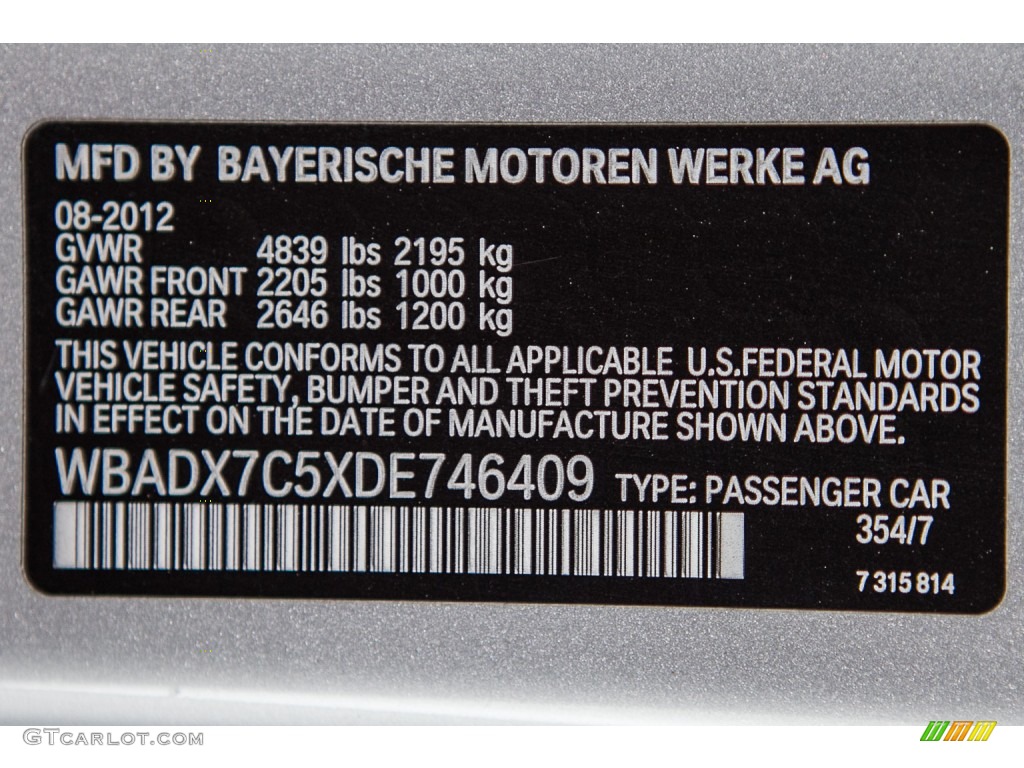 MFD BY BAYERISCHE MOTOREN WERKE AG
08-2012
GVWR 4839 lbs 2195 kg
GAWR FRONT 2205 lbs 1000 kg
GAWR REAR 2646 lbs 1200 kg
THIS VEHICLE CONFORMS TO ALL APPLICABLE U.S.FEDERAL MOTOR
VEHICLE SAFETY, BUMPER AND THEFT PREVENTION STANDARDS
IN EFFECT ON THE DATE OF MANUFACTURE SHOWN ABOVE.
WBADX7C5XDE746409 TYPE: PASSENGER CAR
354/7
7 315 814
GTCARLOT.COM